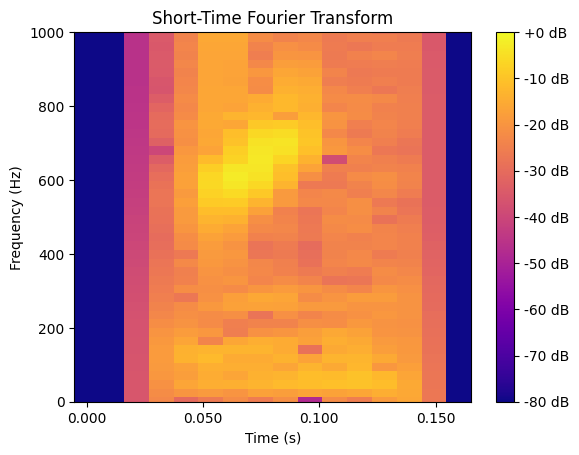 Short-Time Fourier Transform
1000
800
600
400
200
0
Frequency (Hz)
0.000
0.050
0.100
0.150
Time (s)
+0 dB
-10 dB
-20 dB
-30 dB
-40 dB
-50 dB
-60 dB
-70 dB
-80 dB